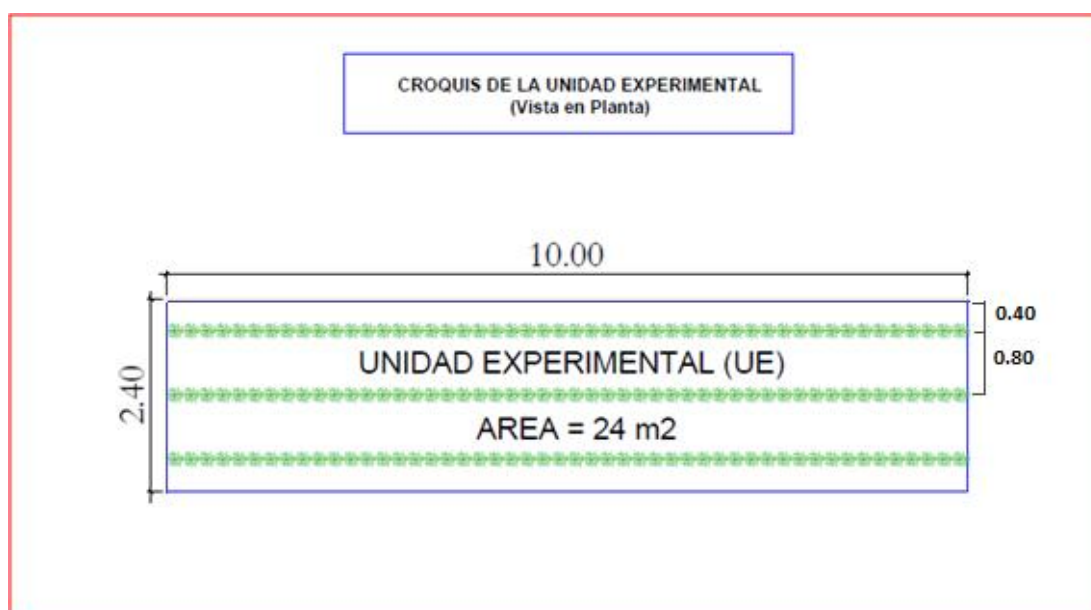 CROQUIS DE LA UNIDAD EXPERIMENTAL
(Vista en Planta)
10.00
0.40
UNIDAD EXPERIMENTAL (UE)
0.80
2.40
AREA = 24 m2